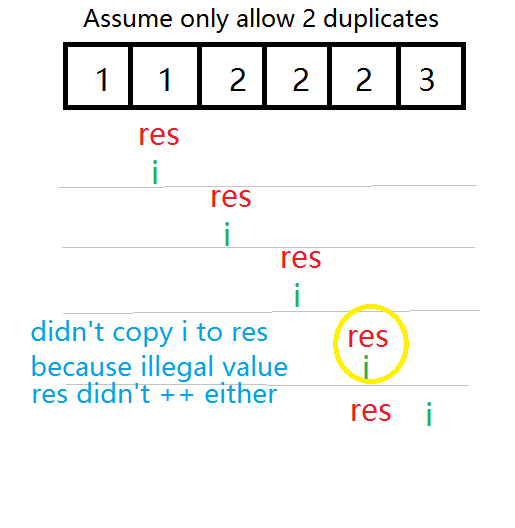 Assume only allow 2 duplicates
1 1 2 2 2 3
res
i
res
i
res
i
didn't copy i to res
because illegal value
res didn't ++ either
res
i
res i